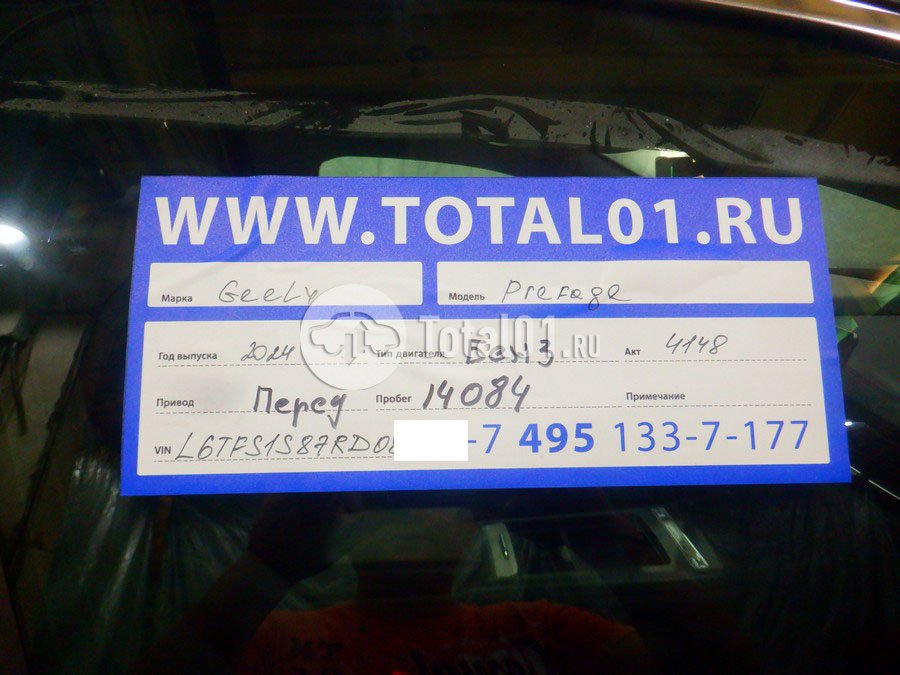 WWW.TOTAL01.RU
Марка Geely Модель Preface
Total01.RU
Год выпуска 2024 Тип двигателя Бенз Акт 4148
Привод Перед Пробег 14084 Примечание
VIN L6TFS1S87RD08 -7 495 133-7-177